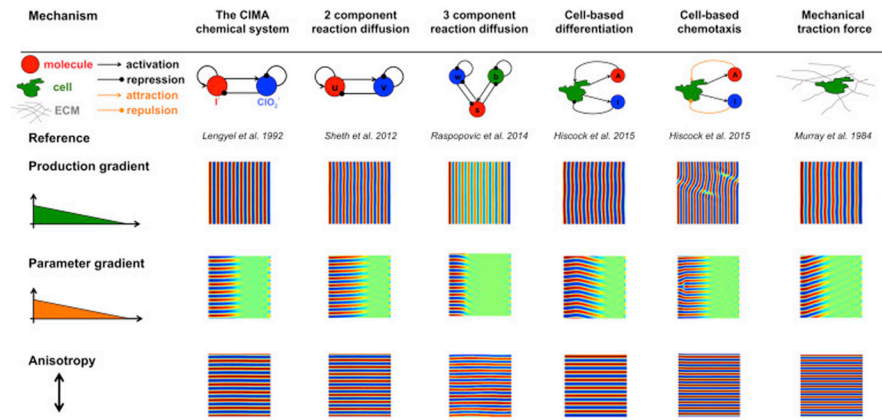 Mechanism
The CIMA
chemical system
2 component
reaction diffusion
3 component
reaction diffusion
Cell-based
differentiation
Cell-based
chemotaxis
Mechanical
traction force
molecule
activation
cell
repression
attraction
ECM
repulsion
I⁻
ClO₂⁻
u
v
w
b
s
A
I
A
I
Reference
Lengyel et al. 1992
Sheth et al. 2012
Raspopovic et al. 2014
Hiscock et al. 2015
Hiscock et al. 2015
Murray et al. 1984
Production gradient
Parameter gradient
Anisotropy